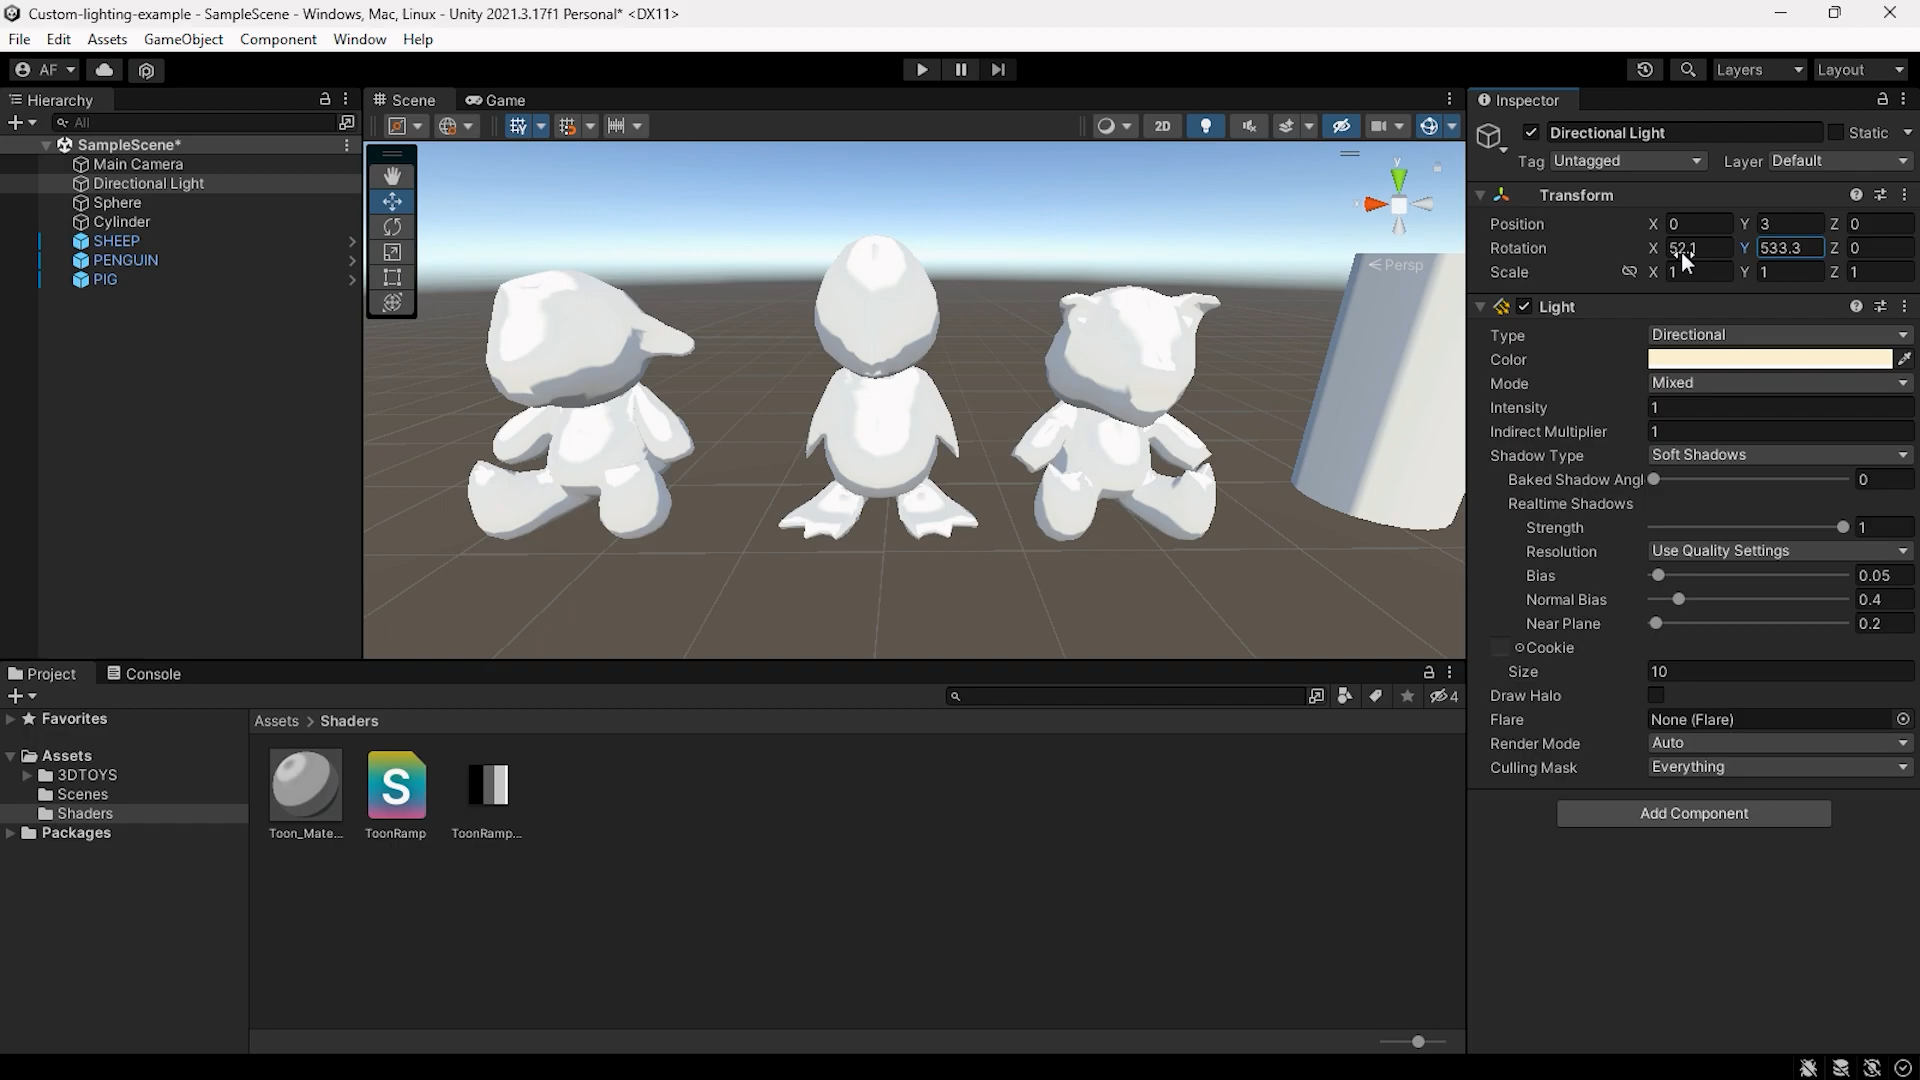 Custom-lighting-example - SampleScene - Windows, Mac, Linux - Unity 2021.3.17f1 Personal* <DX11>
File Edit Assets GameObject Component Window Help
AF Layers Layout
Hierarchy
All
SampleScene*
Main Camera
Directional Light
Sphere
Cylinder
SHEEP
PENGUIN
PIG
Scene Game
2D
y
x
Persp
Inspector
Directional Light Static
Tag Untagged Layer Default
Transform
Position X 0 Y 3 Z 0
Rotation X 52.1 Y 533.3 Z 0
Scale X 1 Y 1 Z 1
Light
Type Directional
Color
Mode Mixed
Intensity 1
Indirect Multiplier 1
Shadow Type Soft Shadows
Baked Shadow Angl 0
Realtime Shadows
Strength 1
Resolution Use Quality Settings
Bias 0.05
Normal Bias 0.4
Near Plane 0.2
Cookie
Size 10
Draw Halo
Flare None (Flare)
Render Mode Auto
Culling Mask Everything
Add Component
Project Console
4
Favorites
Assets
3DTOYS
Scenes
Shaders
Packages
Assets > Shaders
S
Toon_Mate... ToonRamp ToonRamp...